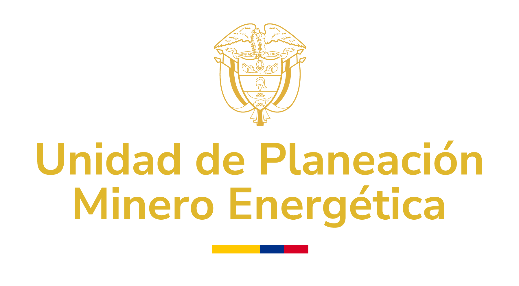 Unidad de Planeación
Minero Energética